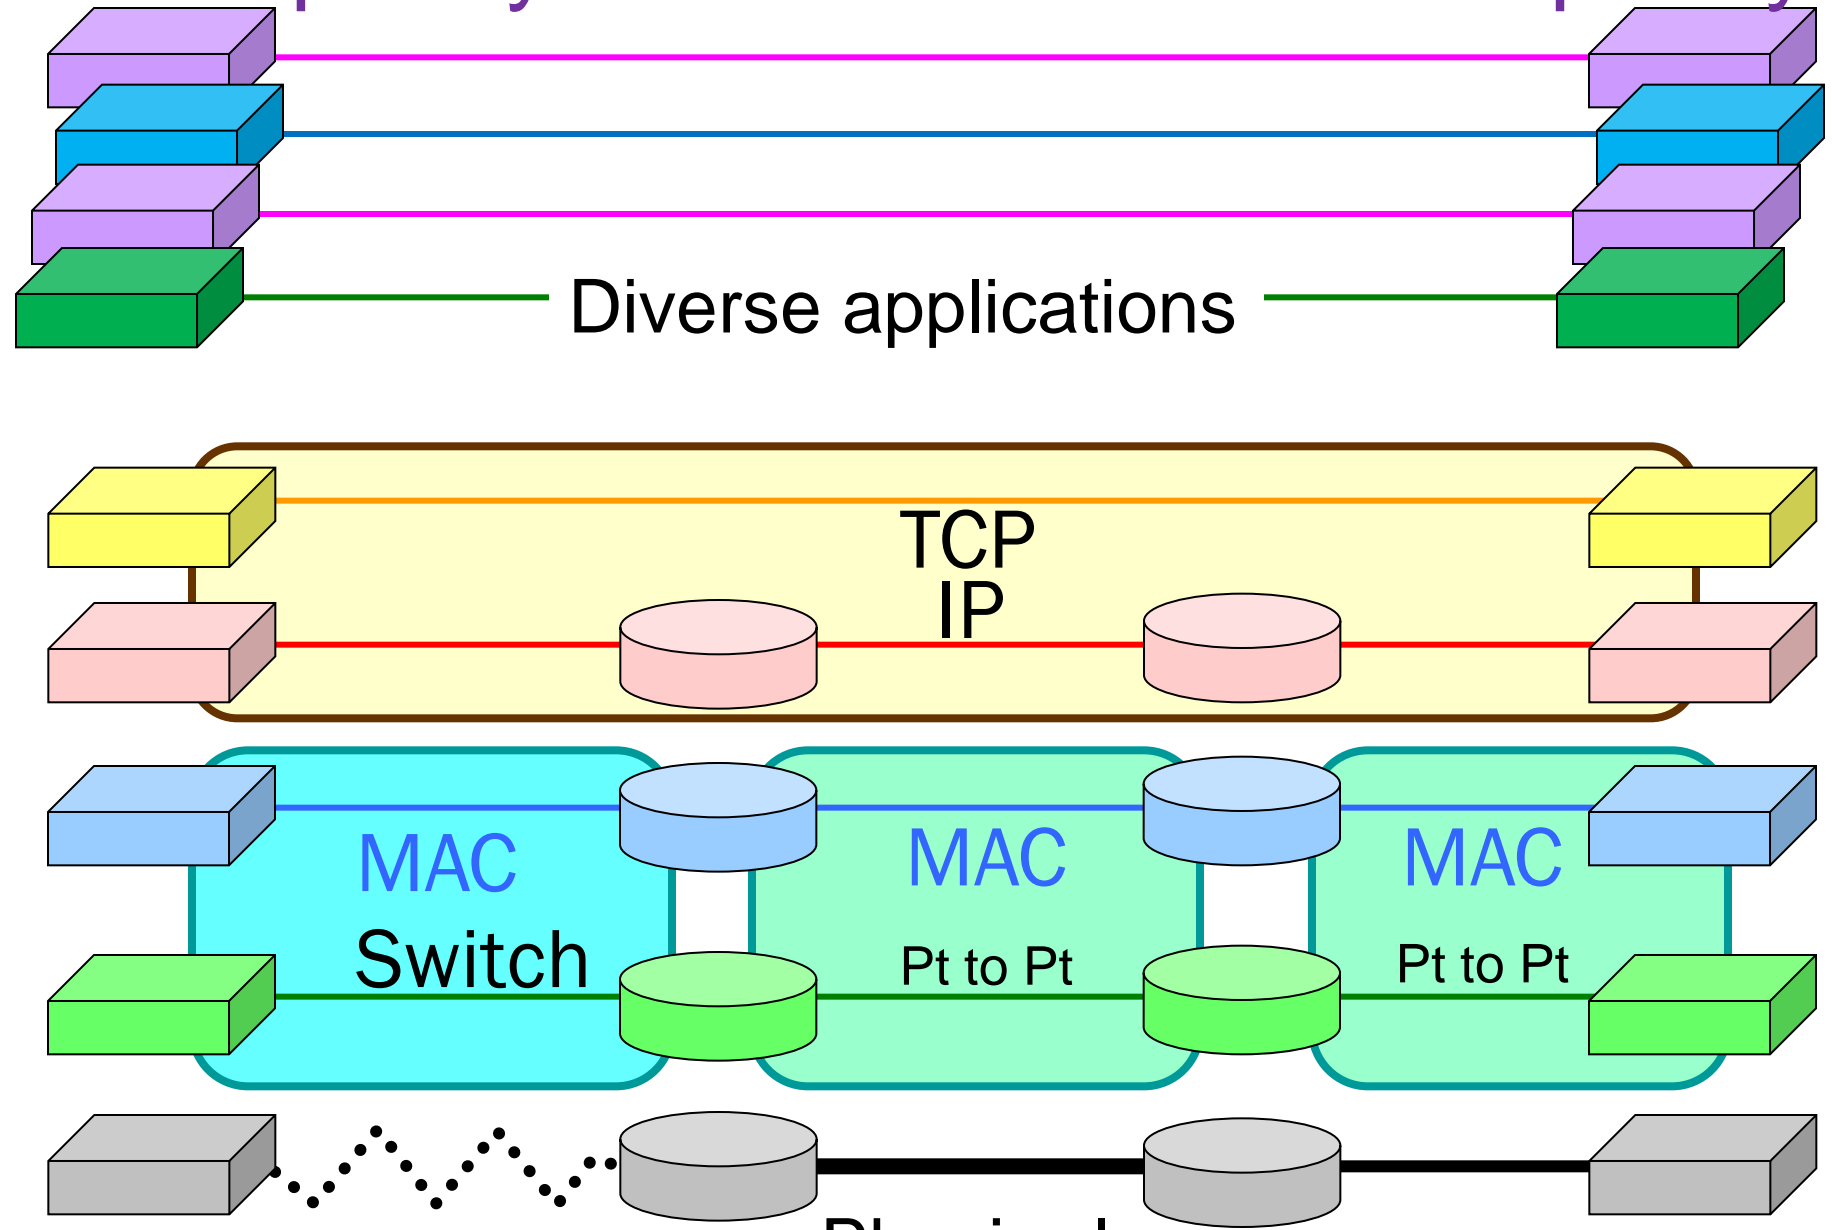 Diverse applications
TCP
IP
MAC MAC MAC
Switch Pt to Pt Pt to Pt